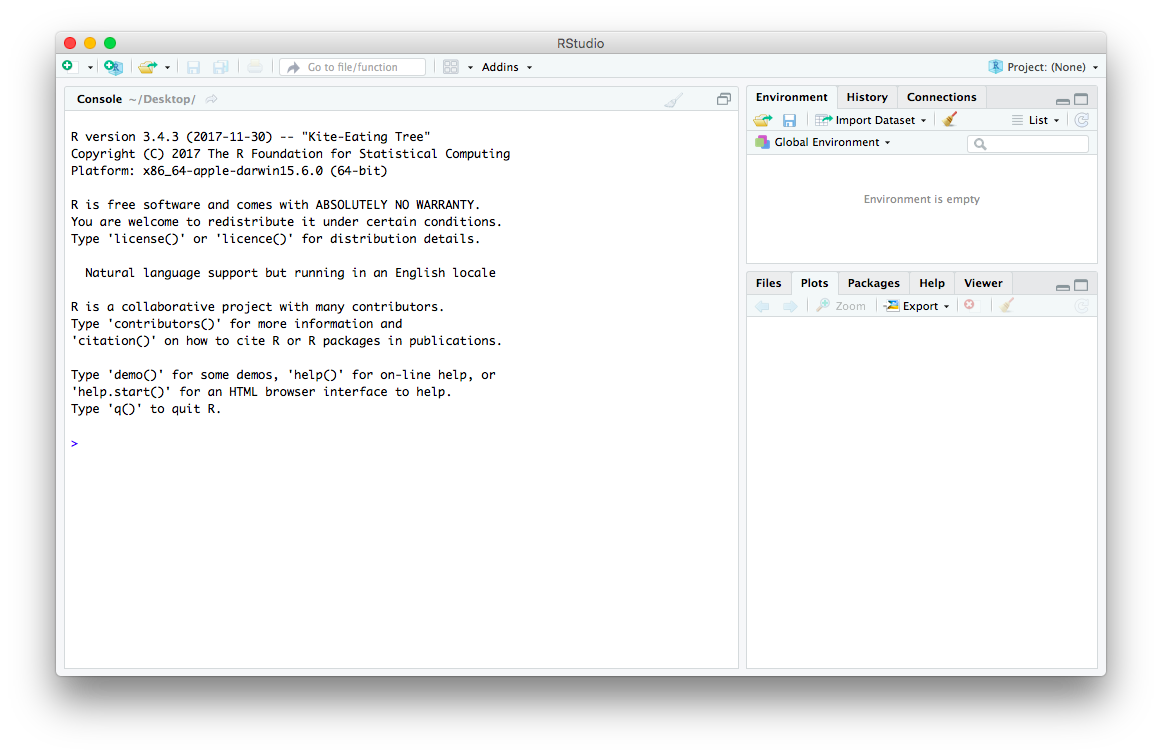 RStudio
Go to file/function
Addins
Project: (None)
Console ~/Desktop/
R version 3.4.3 (2017-11-30) -- "Kite-Eating Tree"
Copyright (C) 2017 The R Foundation for Statistical Computing
Platform: x86_64-apple-darwin15.6.0 (64-bit)
R is free software and comes with ABSOLUTELY NO WARRANTY.
You are welcome to redistribute it under certain conditions.
Type 'license()' or 'licence()' for distribution details.
Natural language support but running in an English locale
R is a collaborative project with many contributors.
Type 'contributors()' for more information and
'citation()' on how to cite R or R packages in publications.
Type 'demo()' for some demos, 'help()' for on-line help, or
'help.start()' for an HTML browser interface to help.
Type 'q()' to quit R.
>
Environment History Connections
Import Dataset List
Global Environment
Environment is empty
Files Plots Packages Help Viewer
Zoom Export